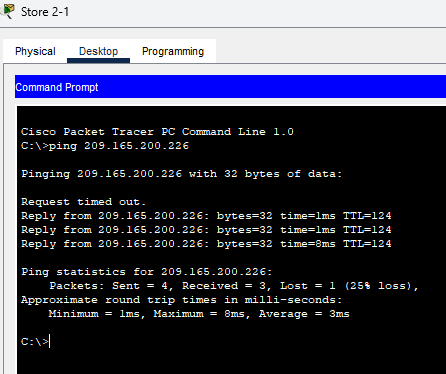 Store 2-1
Physical Desktop Programming
Command Prompt
Cisco Packet Tracer PC Command Line 1.0
C:\>ping 209.165.200.226
Pinging 209.165.200.226 with 32 bytes of data:
Request timed out.
Reply from 209.165.200.226: bytes=32 time=1ms TTL=124
Reply from 209.165.200.226: bytes=32 time=1ms TTL=124
Reply from 209.165.200.226: bytes=32 time=8ms TTL=124
Ping statistics for 209.165.200.226:
Packets: Sent = 4, Received = 3, Lost = 1 (25% loss),
Approximate round trip times in milli-seconds:
Minimum = 1ms, Maximum = 8ms, Average = 3ms
C:\>